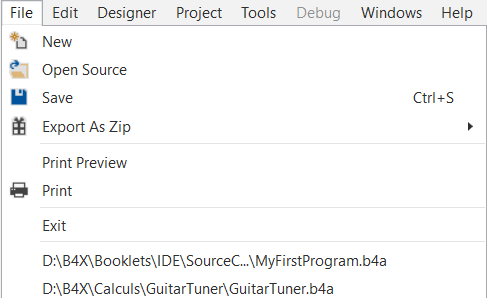 File Edit Designer Project Tools Debug Windows Help
New
Open Source
Save Ctrl+S
Export As Zip
Print Preview
Print
Exit
D:\B4X\Booklets\IDE\SourceC...\MyFirstProgram.b4a
D:\B4X\Calculs\GuitarTuner\GuitarTuner.b4a